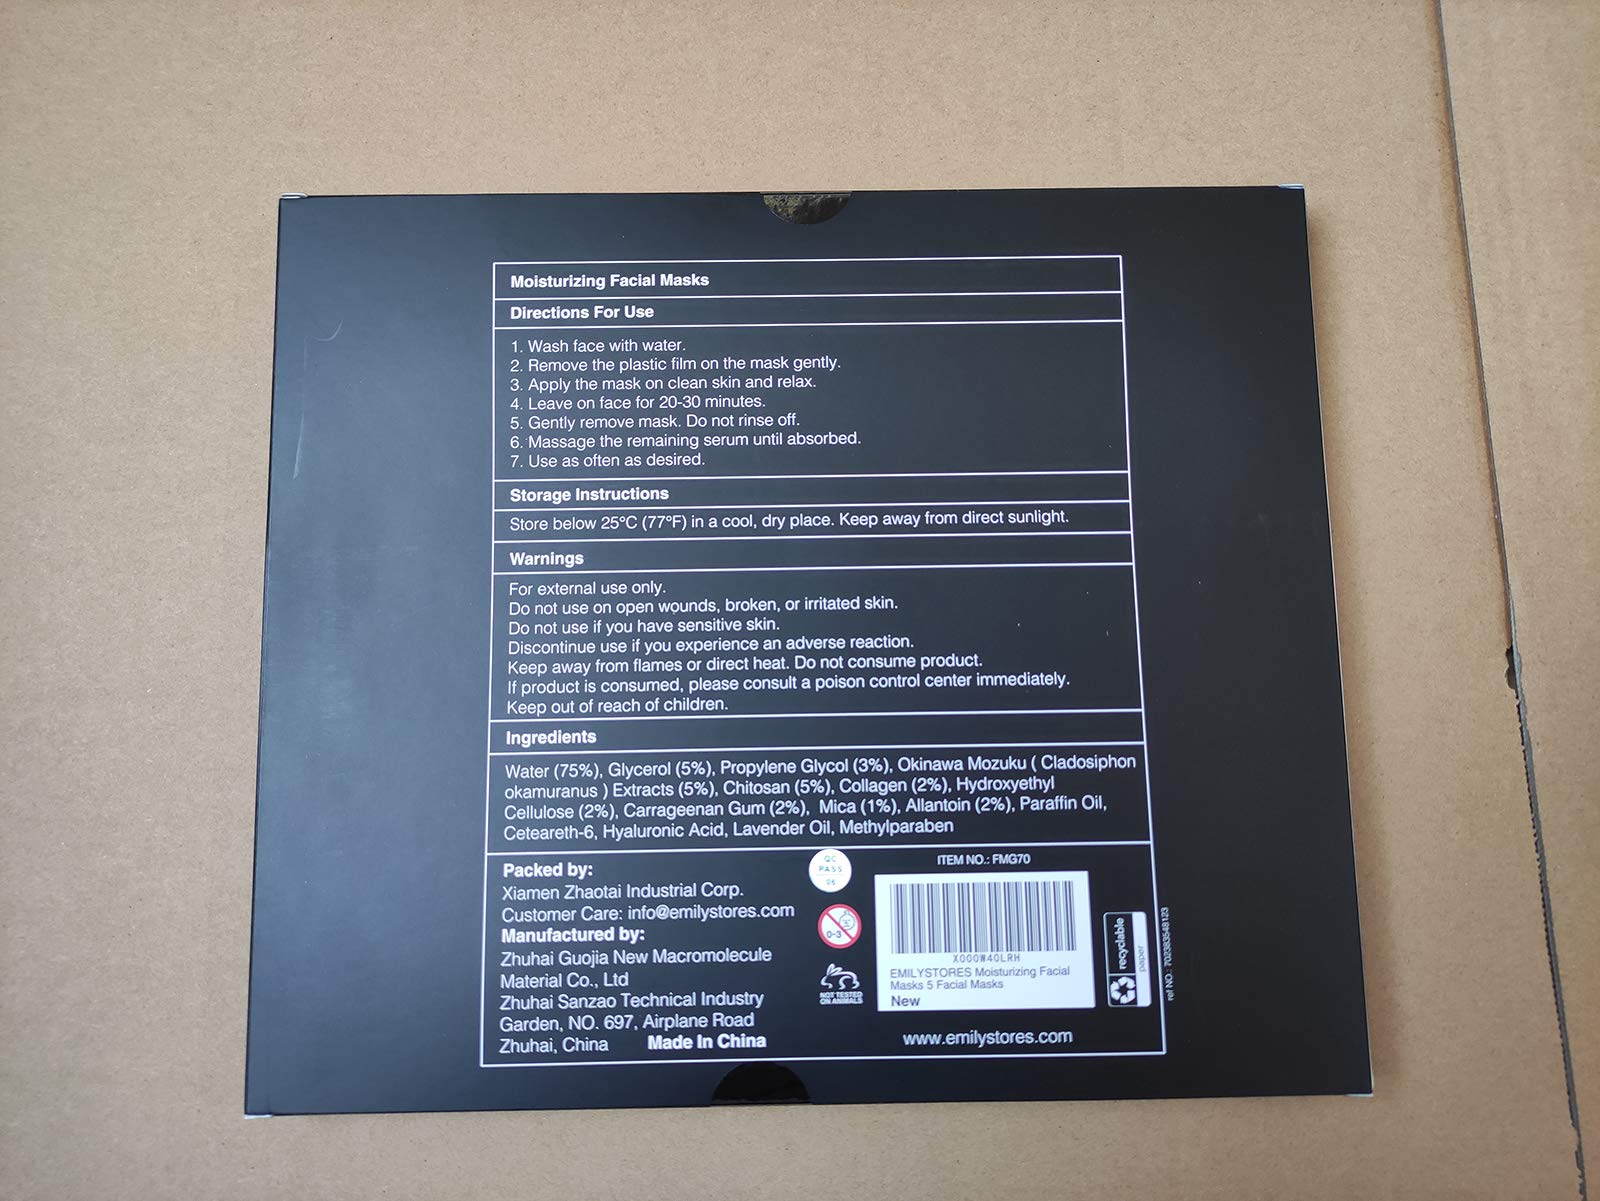 Moisturizing Facial Masks
Directions For Use
1. Wash face with water.
2. Remove the plastic film on the mask gently.
3. Apply the mask on clean skin and relax.
4. Leave on face for 20-30 minutes.
5. Gently remove mask. Do not rinse off.
6. Massage the remaining serum until absorbed.
7. Use as often as desired.
Storage Instructions
Store below 25°C (77°F) in a cool, dry place. Keep away from direct sunlight.
Warnings
For external use only.
Do not use on open wounds, broken, or irritated skin.
Do not use if you have sensitive skin.
Discontinue use if you experience an adverse reaction.
Keep away from flames or direct heat. Do not consume product.
If product is consumed, please consult a poison control center immediately.
Keep out of reach of children.
Ingredients
Water (75%), Glycerol (5%), Propylene Glycol (3%), Okinawa Mozuku ( Cladosiphon
okamuranus ) Extracts (5%), Chitosan (5%), Collagen (2%), Hydroxyethyl
Cellulose (2%), Carrageenan Gum (2%), Mica (1%), Allantoin (2%), Paraffin Oil,
Ceteareth-6, Hyaluronic Acid, Lavender Oil, Methylparaben
Packed by:
Xiamen Zhaotai Industrial Corp.
Customer Care: info@emilystores.com
Manufactured by:
Zhuhai Guojia New Macromolecule
Material Co., Ltd
Zhuhai Sanzao Technical Industry
Garden, NO. 697, Airplane Road
Zhuhai, China Made In China
QC
PASS
06
0-3
NOT TESTED
ON ANIMALS
ITEM NO.: FMG70
X000W40LRH
EMILYSTORES Moisturizing Facial
Masks 5 Facial Masks
New
www.emilystores.com
recyclable
paper
ref NO.: 702383548123